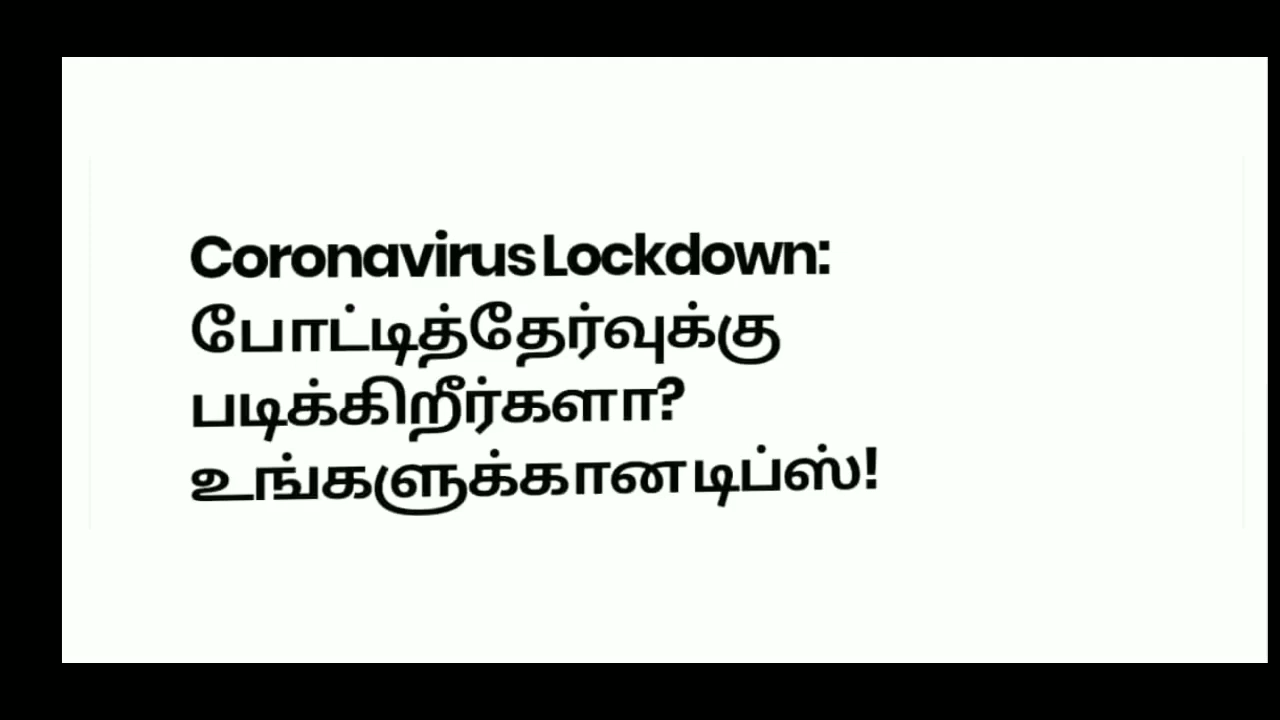 Coronavirus Lockdown:
போட்டித்தேர்வுக்கு
படிக்கிறீர்களா?
உங்களுக்கான டிப்ஸ்!